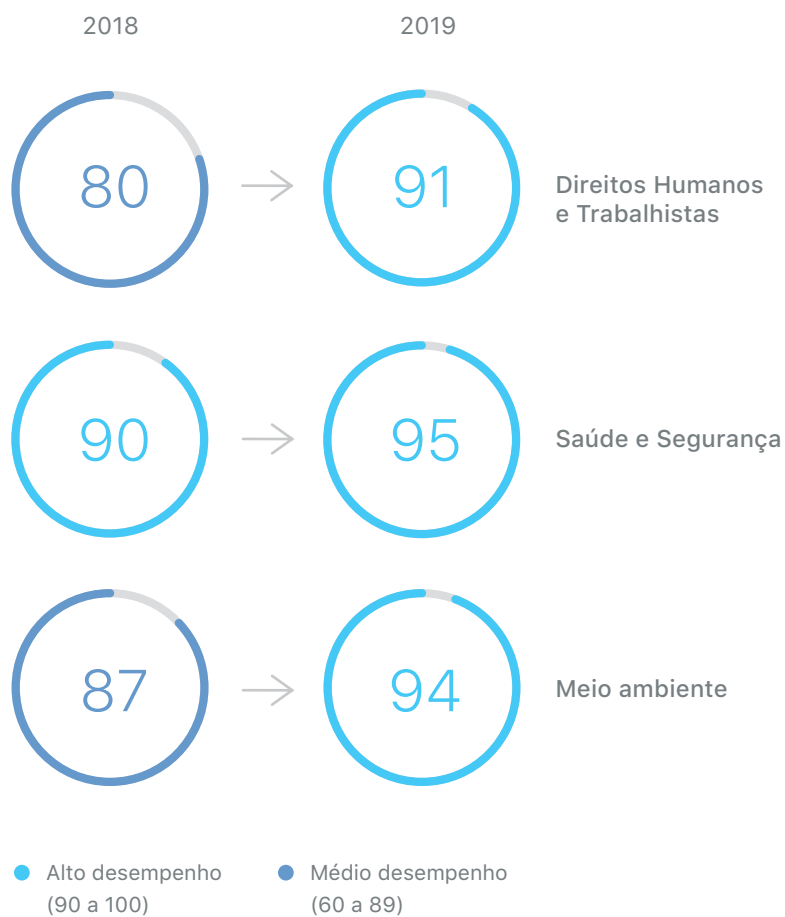 2018
2019
80
91
Direitos Humanos
e Trabalhistas
90
95
Saúde e Segurança
87
94
Meio ambiente
Alto desempenho
(90 a 100)
Médio desempenho
(60 a 89)